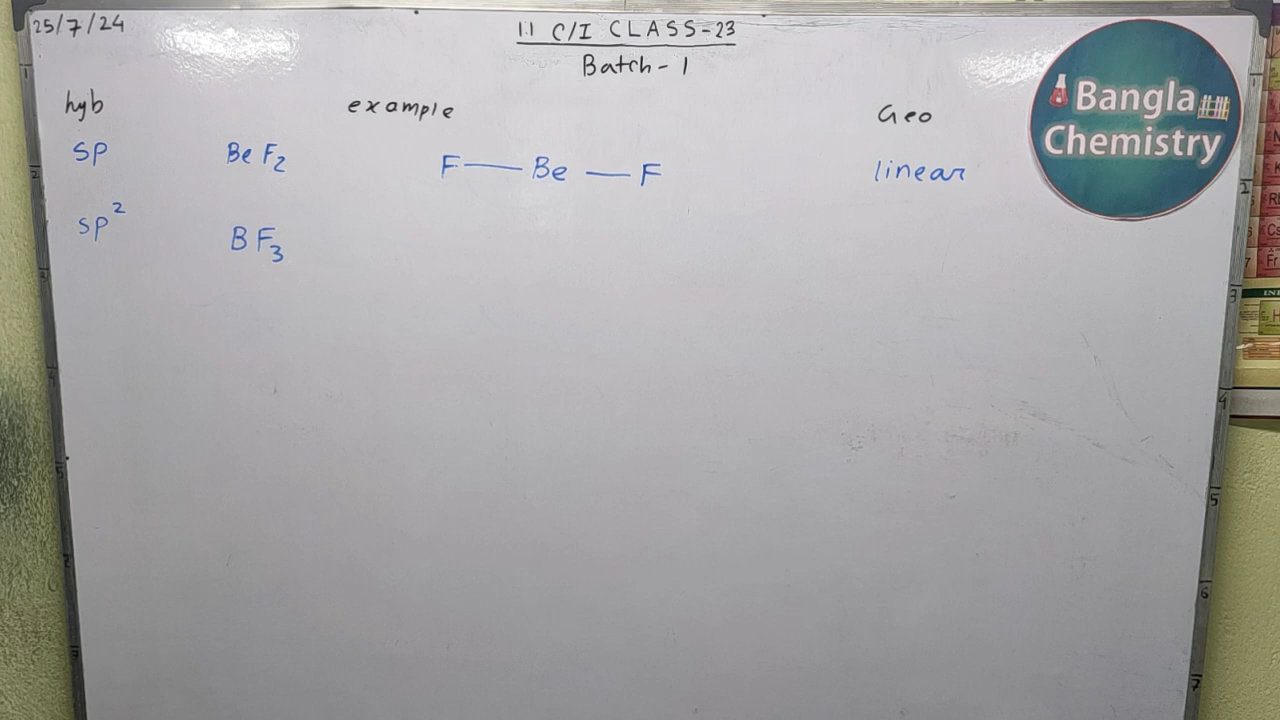 25/7/24
11 C/I CLASS-23
Batch-1
Bangla
Chemistry
hyb example Geo
SP BeF₂ F—Be—F linear
SP² BF₃